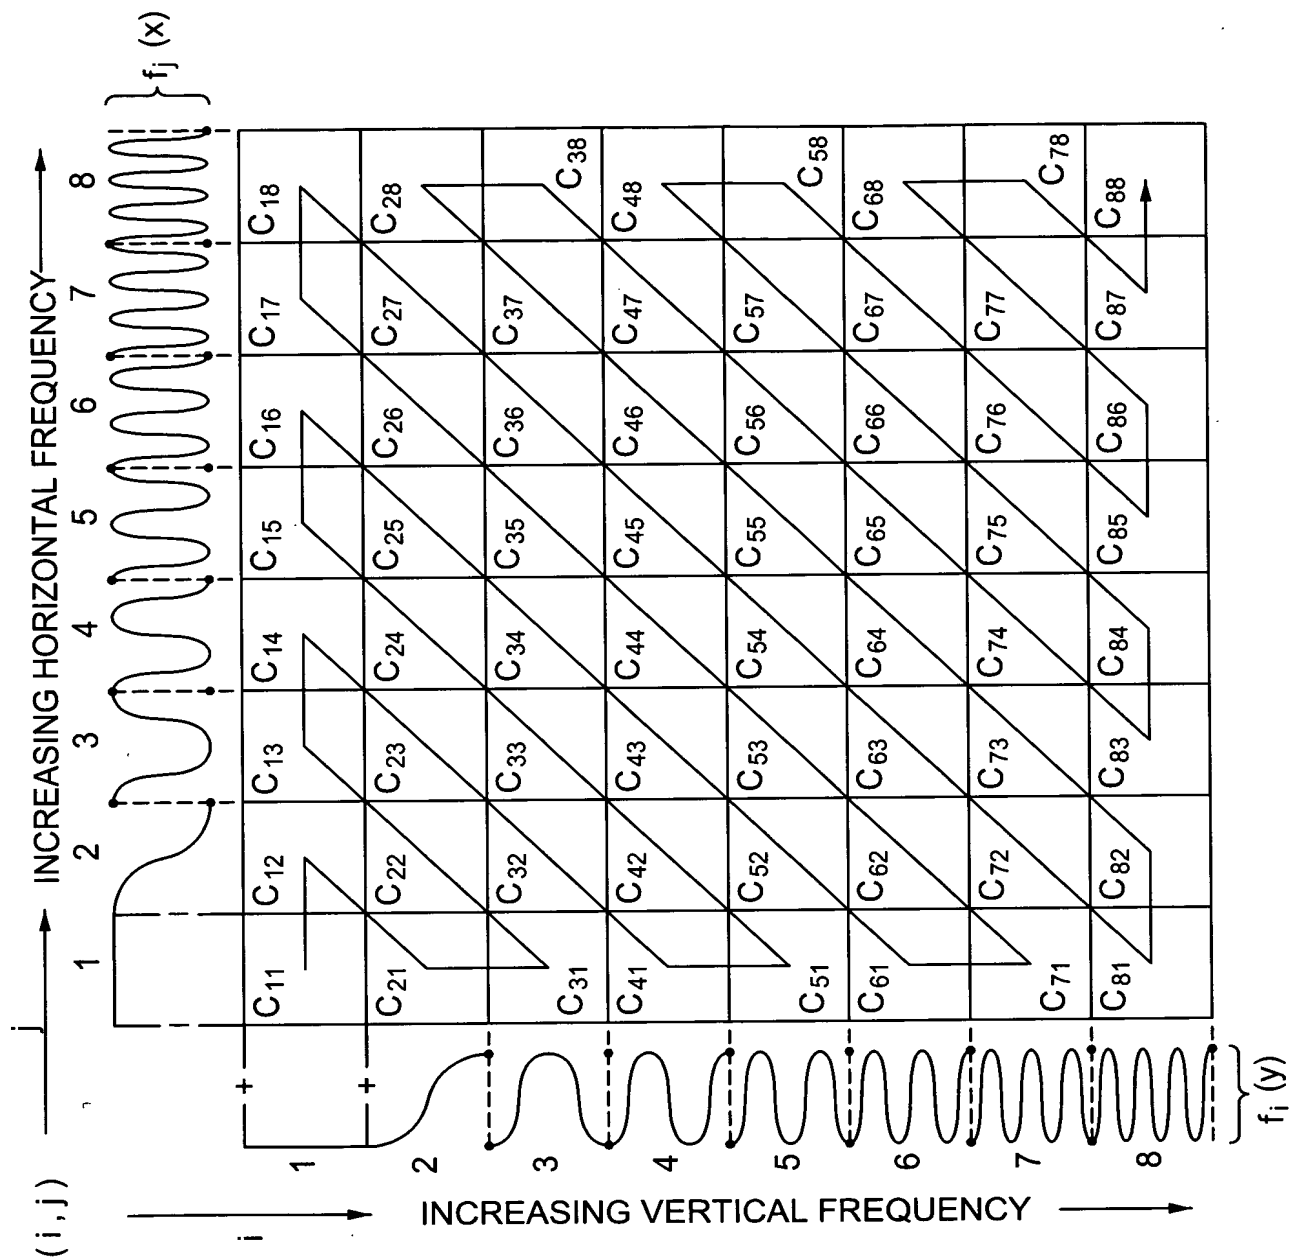 (i,j)
j
INCREASING HORIZONTAL FREQUENCY
1 2 3 4 5 6 7 8
fj (x)
i
INCREASING VERTICAL FREQUENCY
1
2
3
4
5
6
7
8
fi (y)
+ +
C11 C12 C13 C14 C15 C16 C17 C18
C21 C22 C23 C24 C25 C26 C27 C28
C31 C32 C33 C34 C35 C36 C37 C38
C41 C42 C43 C44 C45 C46 C47 C48
C51 C52 C53 C54 C55 C56 C57 C58
C61 C62 C63 C64 C65 C66 C67 C68
C71 C72 C73 C74 C75 C76 C77 C78
C81 C82 C83 C84 C85 C86 C87 C88